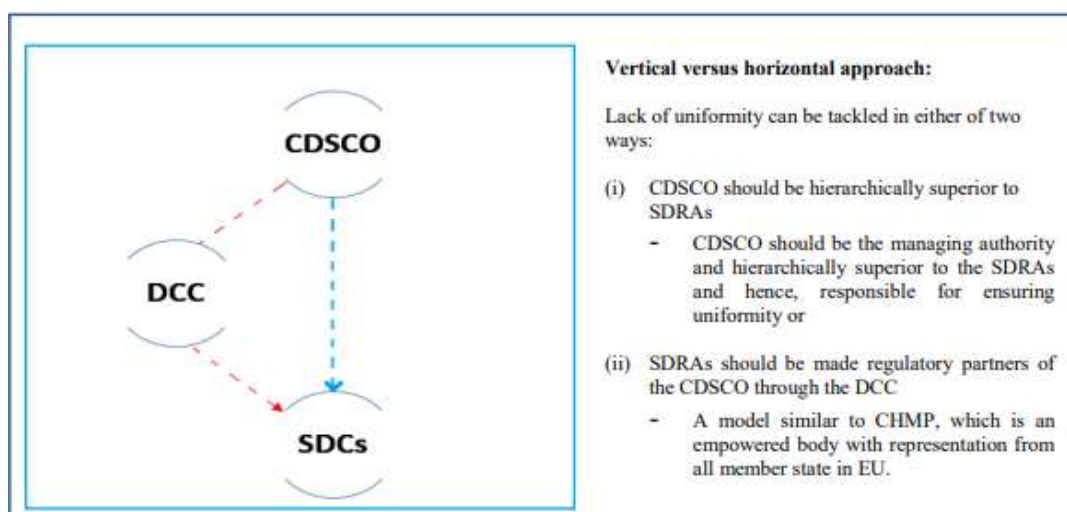 CDSCO
DCC
SDCs
Vertical versus horizontal approach:
Lack of uniformity can be tackled in either of two
ways:
(i) CDSCO should be hierarchically superior to
SDRAs
- CDSCO should be the managing authority
and hierarchically superior to the SDRAs
and hence, responsible for ensuring
uniformity or
(ii) SDRAs should be made regulatory partners of
the CDSCO through the DCC
- A model similar to CHMP, which is an
empowered body with representation from
all member state in EU.